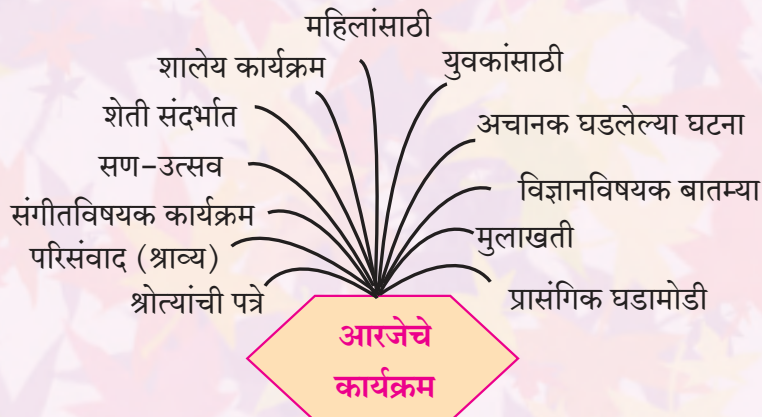 महिलांसाठी
शालेय कार्यक्रम
युवकांसाठी
शेती संदर्भात
अचानक घडलेल्या घटना
सण-उत्सव
विज्ञानविषयक बातम्या
संगीतविषयक कार्यक्रम
मुलाखती
परिसंवाद (श्राव्य)
श्रोत्यांची पत्रे
प्रासंगिक घडामोडी
आरजेचे
कार्यक्रम